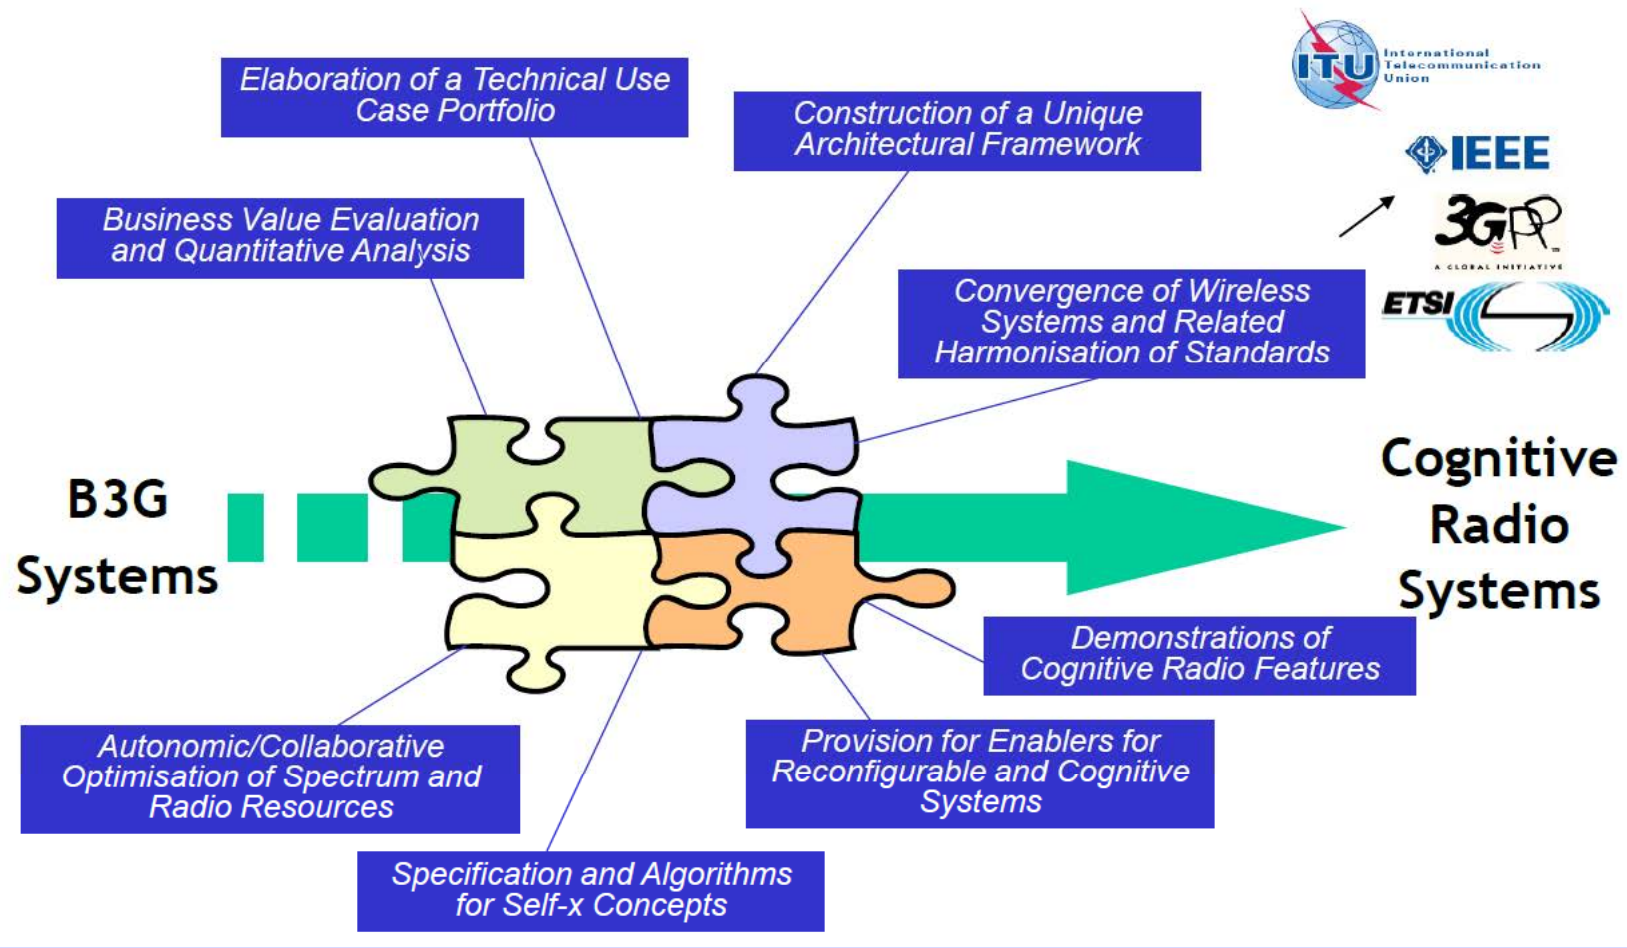 Elaboration of a Technical Use
Case Portfolio
Construction of a Unique
Architectural Framework
ITU
International
Telecommunication
Union
IEEE
3GPP
TM
A GLOBAL INITIATIVE
ETSI
Business Value Evaluation
and Quantitative Analysis
Convergence of Wireless
Systems and Related
Harmonisation of Standards
B3G
Systems
Cognitive
Radio
Systems
Demonstrations of
Cognitive Radio Features
Autonomic/Collaborative
Optimisation of Spectrum and
Radio Resources
Provision for Enablers for
Reconfigurable and Cognitive
Systems
Specification and Algorithms
for Self-x Concepts